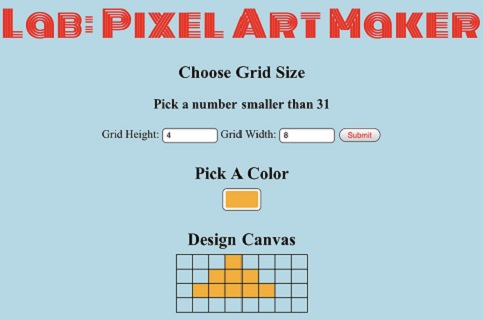 Lab: Pixel Art Maker
Choose Grid Size
Pick a number smaller than 31
Grid Height: 4 Grid Width: 8 Submit
Pick A Color
Design Canvas